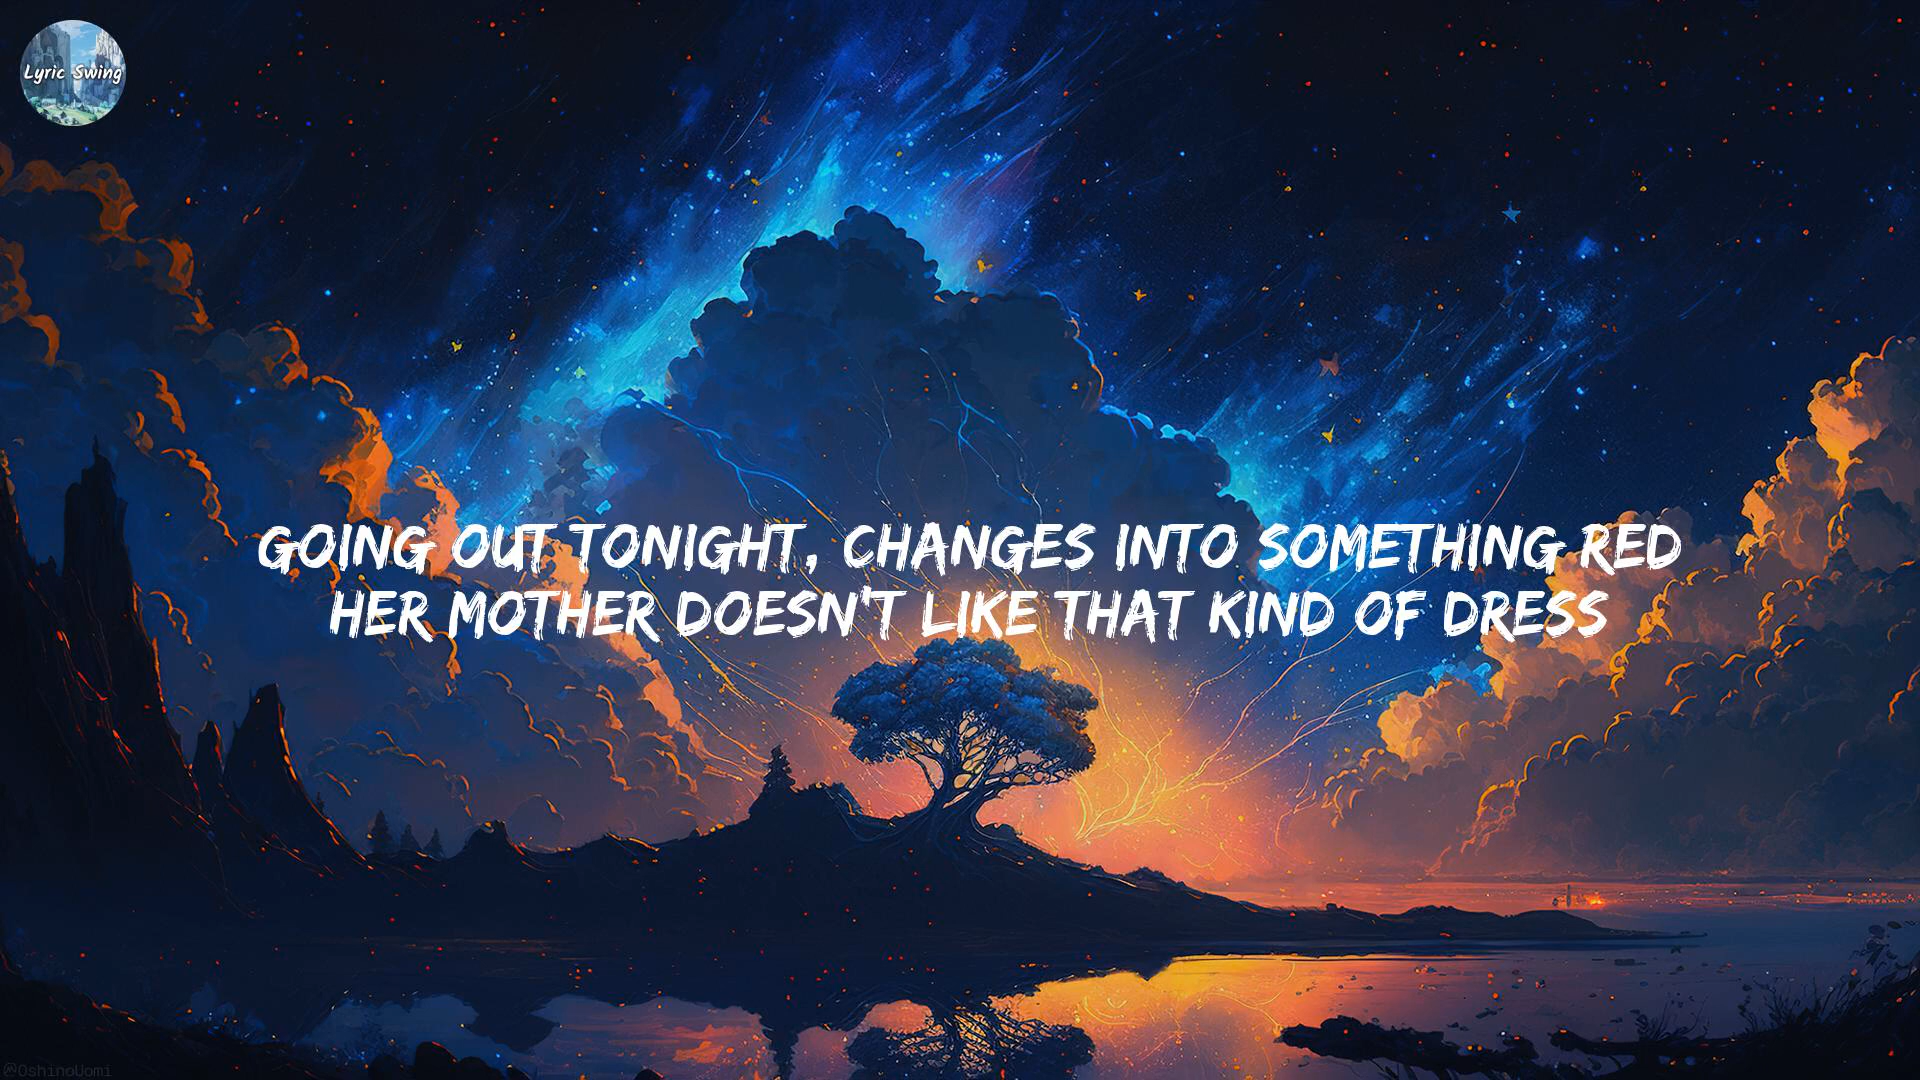 Lyric Swing
GOING OUT TONIGHT, CHANGES INTO SOMETHING RED
HER MOTHER DOESN'T LIKE THAT KIND OF DRESS
@OshinoUomi